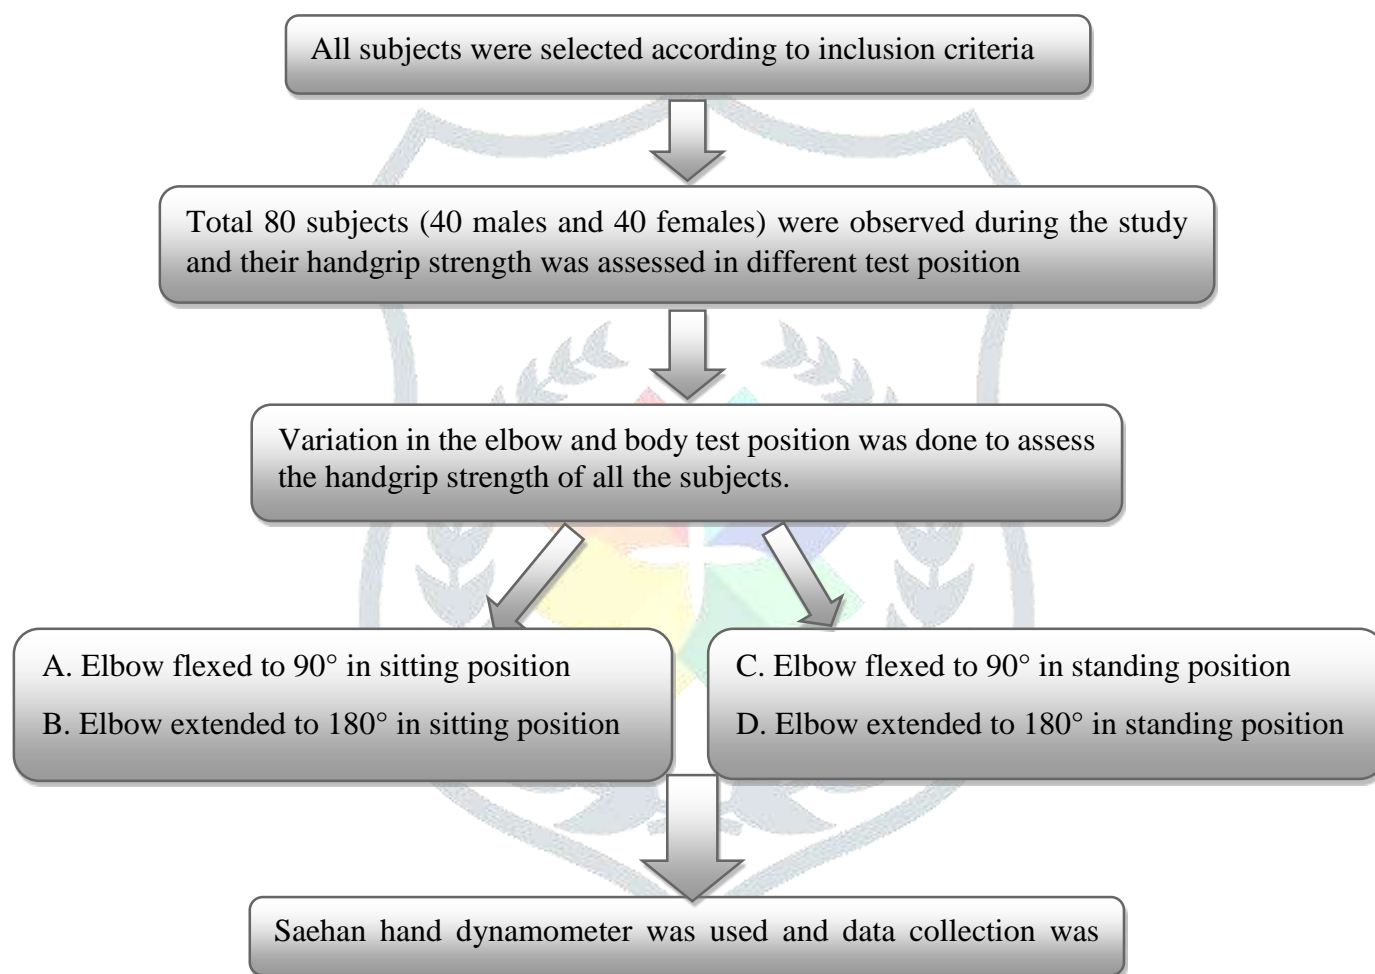 All subjects were selected according to inclusion criteria
Total 80 subjects (40 males and 40 females) were observed during the study
and their handgrip strength was assessed in different test position
Variation in the elbow and body test position was done to assess
the handgrip strength of all the subjects.
A. Elbow flexed to 90° in sitting position
B. Elbow extended to 180° in sitting position
C. Elbow flexed to 90° in standing position
D. Elbow extended to 180° in standing position
Saehan hand dynamometer was used and data collection was